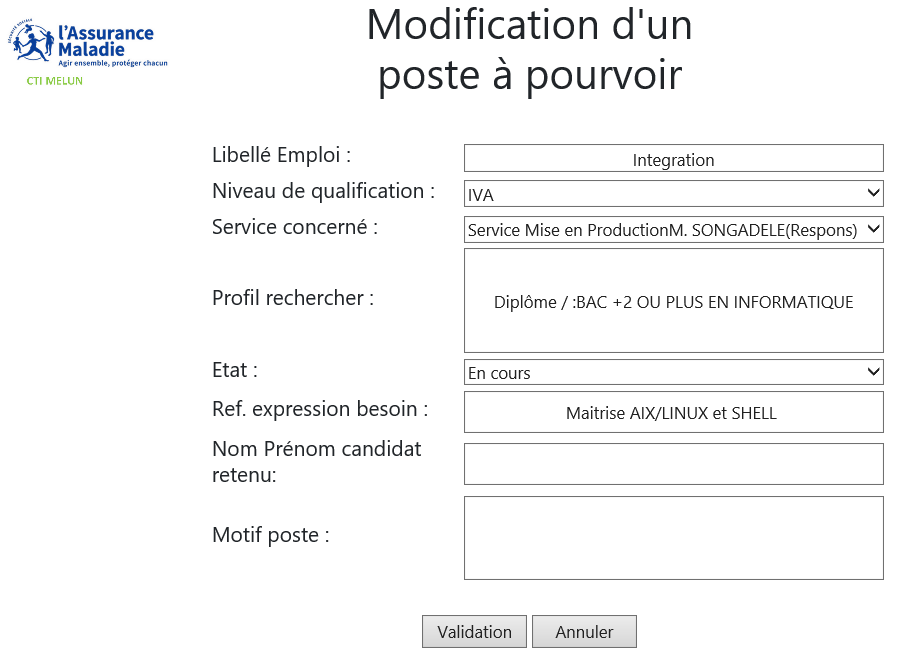 l'Assurance
Maladie
Agir ensemble, protéger chacun
CTI MELUN
Modification d'un
poste à pourvoir
Libellé Emploi :
Integration
Niveau de qualification :
IVA
Service concerné :
Service Mise en ProductionM. SONGADELE(Respons)
Profil rechercher :
Diplôme / :BAC +2 OU PLUS EN INFORMATIQUE
Etat :
En cours
Ref. expression besoin :
Maitrise AIX/LINUX et SHELL
Nom Prénom candidat
retenu:
Motif poste :
Validation
Annuler